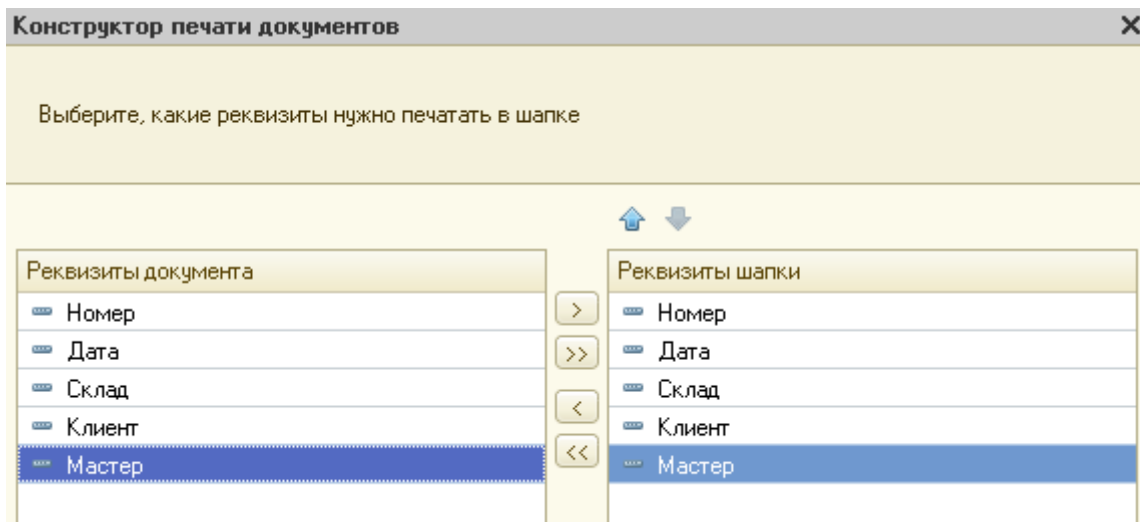 Конструктор печати документов
Выберите, какие реквизиты нужно печатать в шапке
Реквизиты документа
Номер
Дата
Склад
Клиент
Мастер
>
>>
<
<<
Реквизиты шапки
Номер
Дата
Склад
Клиент
Мастер